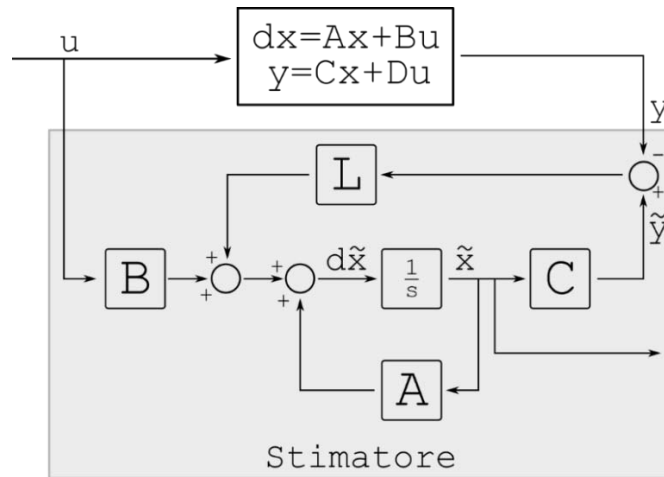 u
dx=Ax+Bu
y=Cx+Du
y
-
+
L
ỹ
+
+
B
+
+
dx̃
1
s
x̃
C
A
Stimatore